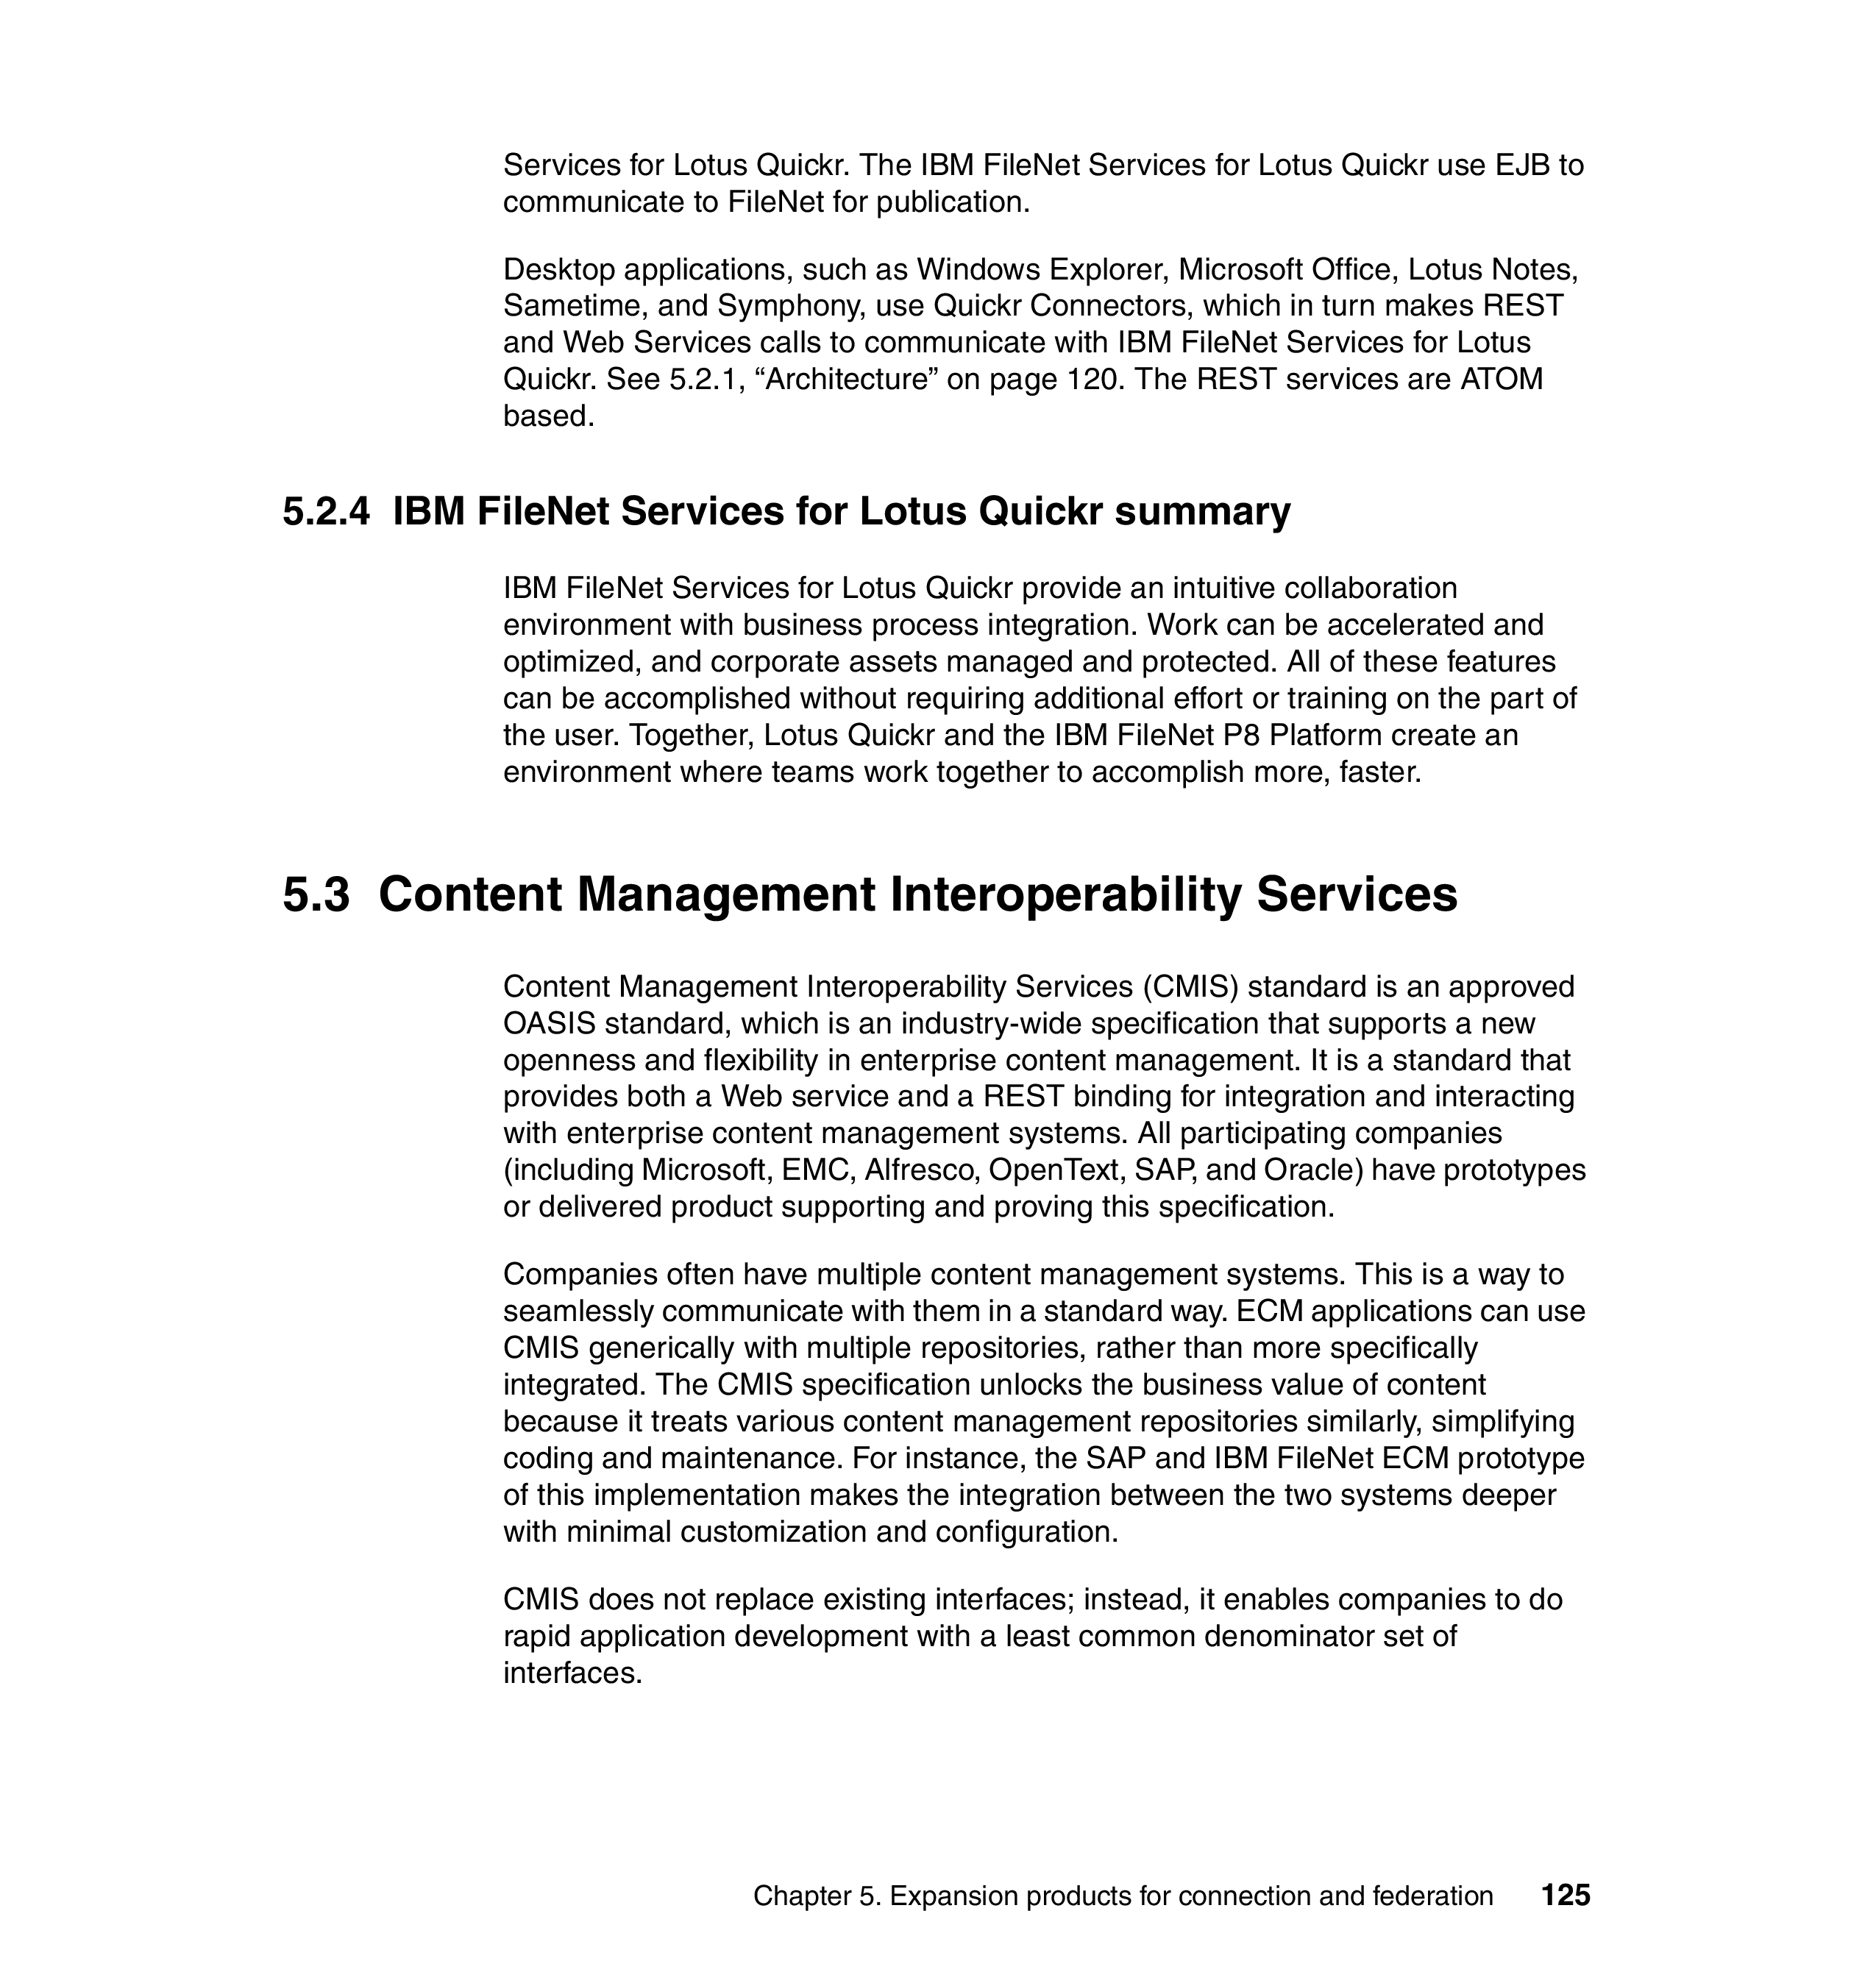 Services for Lotus Quickr. The IBM FileNet Services for Lotus Quickr use EJB to
communicate to FileNet for publication.
Desktop applications, such as Windows Explorer, Microsoft Office, Lotus Notes,
Sametime, and Symphony, use Quickr Connectors, which in turn makes REST
and Web Services calls to communicate with IBM FileNet Services for Lotus
Quickr. See 5.2.1, “Architecture” on page 120. The REST services are ATOM
based.
5.2.4 IBM FileNet Services for Lotus Quickr summary
IBM FileNet Services for Lotus Quickr provide an intuitive collaboration
environment with business process integration. Work can be accelerated and
optimized, and corporate assets managed and protected. All of these features
can be accomplished without requiring additional effort or training on the part of
the user. Together, Lotus Quickr and the IBM FileNet P8 Platform create an
environment where teams work together to accomplish more, faster.
5.3 Content Management Interoperability Services
Content Management Interoperability Services (CMIS) standard is an approved
OASIS standard, which is an industry-wide specification that supports a new
openness and flexibility in enterprise content management. It is a standard that
provides both a Web service and a REST binding for integration and interacting
with enterprise content management systems. All participating companies
(including Microsoft, EMC, Alfresco, OpenText, SAP, and Oracle) have prototypes
or delivered product supporting and proving this specification.
Companies often have multiple content management systems. This is a way to
seamlessly communicate with them in a standard way. ECM applications can use
CMIS generically with multiple repositories, rather than more specifically
integrated. The CMIS specification unlocks the business value of content
because it treats various content management repositories similarly, simplifying
coding and maintenance. For instance, the SAP and IBM FileNet ECM prototype
of this implementation makes the integration between the two systems deeper
with minimal customization and configuration.
CMIS does not replace existing interfaces; instead, it enables companies to do
rapid application development with a least common denominator set of
interfaces.
Chapter 5. Expansion products for connection and federation 125